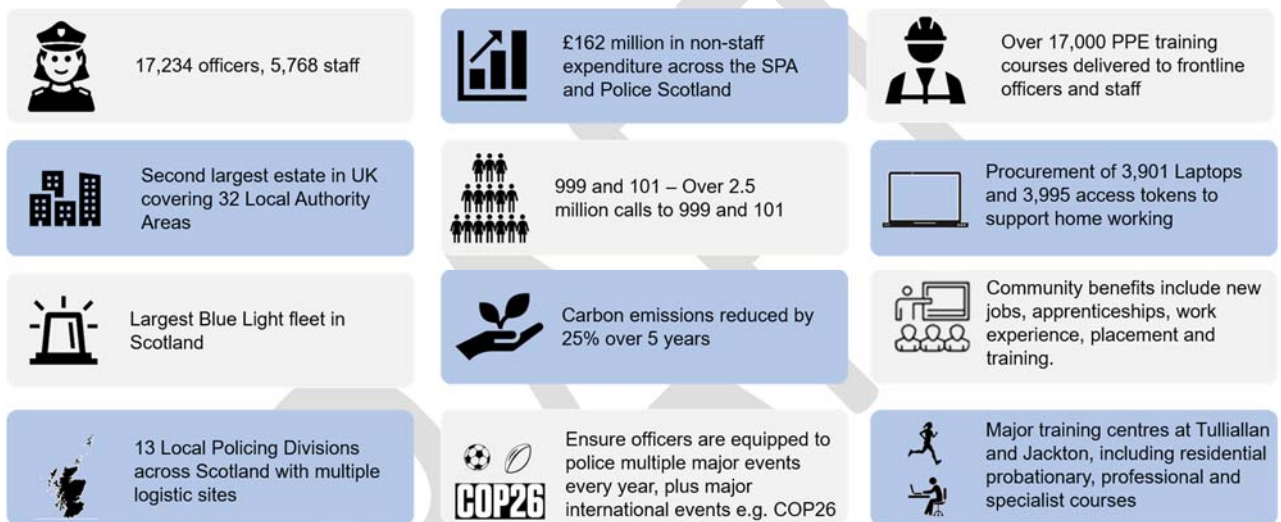 17,234 officers, 5,768 staff
£162 million in non-staff
expenditure across the SPA
and Police Scotland
Over 17,000 PPE training
courses delivered to frontline
officers and staff
Second largest estate in UK
covering 32 Local Authority
Areas
999 and 101 – Over 2.5
million calls to 999 and 101
Procurement of 3,901 Laptops
and 3,995 access tokens to
support home working
Largest Blue Light fleet in
Scotland
Carbon emissions reduced by
25% over 5 years
Community benefits include new
jobs, apprenticeships, work
experience, placement and
training.
13 Local Policing Divisions
across Scotland with multiple
logistic sites
COP26
Ensure officers are equipped to
police multiple major events
every year, plus major
international events e.g. COP26
Major training centres at Tulliallan
and Jackton, including residential
probationary, professional and
specialist courses